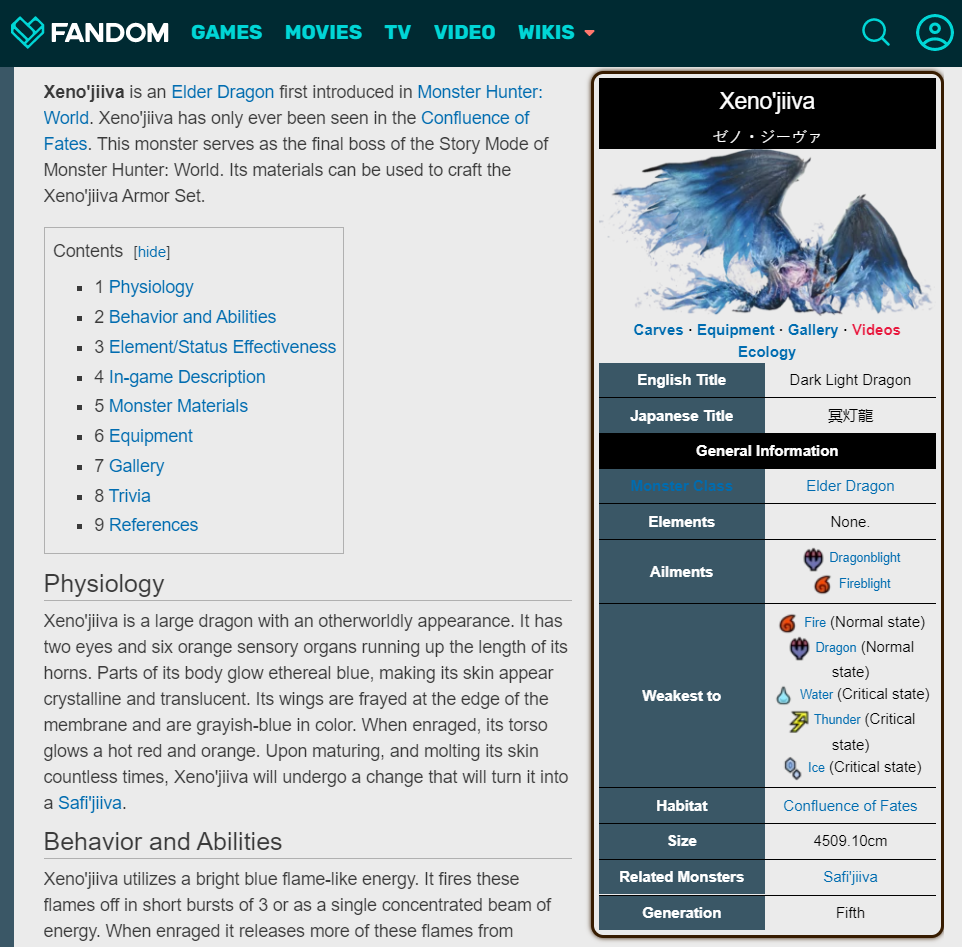 FANDOM GAMES MOVIES TV VIDEO WIKIS
Xeno'jiiva is an Elder Dragon first introduced in Monster Hunter:
World. Xeno'jiiva has only ever been seen in the Confluence of
Fates. This monster serves as the final boss of the Story Mode of
Monster Hunter: World. Its materials can be used to craft the
Xeno'jiiva Armor Set.
Contents [hide]
1 Physiology
2 Behavior and Abilities
3 Element/Status Effectiveness
4 In-game Description
5 Monster Materials
6 Equipment
7 Gallery
8 Trivia
9 References
Physiology
Xeno'jiiva is a large dragon with an otherworldly appearance. It has
two eyes and six orange sensory organs running up the length of its
horns. Parts of its body glow ethereal blue, making its skin appear
crystalline and translucent. Its wings are frayed at the edge of the
membrane and are grayish-blue in color. When enraged, its torso
glows a hot red and orange. Upon maturing, and molting its skin
countless times, Xeno'jiiva will undergo a change that will turn it into
a Safi'jiiva.
Behavior and Abilities
Xeno'jiiva utilizes a bright blue flame-like energy. It fires these
flames off in short bursts of 3 or as a single concentrated beam of
energy. When enraged it releases more of these flames from
Xeno'jiiva
ゼノ・ジーヴァ
Carves · Equipment · Gallery · Videos
Ecology
English Title Dark Light Dragon
Japanese Title 冥灯龍
General Information
Monster Class Elder Dragon
Elements None.
Ailments Dragonblight
Fireblight
Weakest to Fire (Normal state)
Dragon (Normal
state)
Water (Critical state)
Thunder (Critical
state)
Ice (Critical state)
Habitat Confluence of Fates
Size 4509.10cm
Related Monsters Safi'jiiva
Generation Fifth